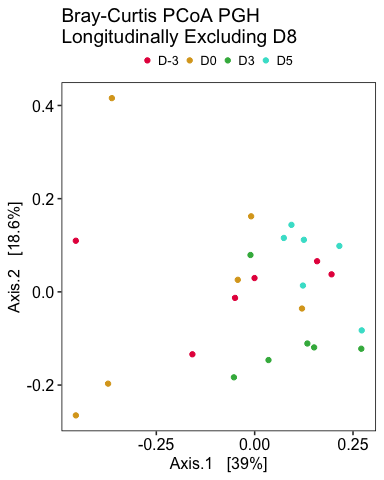 Bray-Curtis PCoA PGH
Longitudinally Excluding D8
D-3 D0 D3 D5
0.4
0.2
0.0
-0.2
Axis.2 [18.6%]
-0.25 0.00 0.25
Axis.1 [39%]